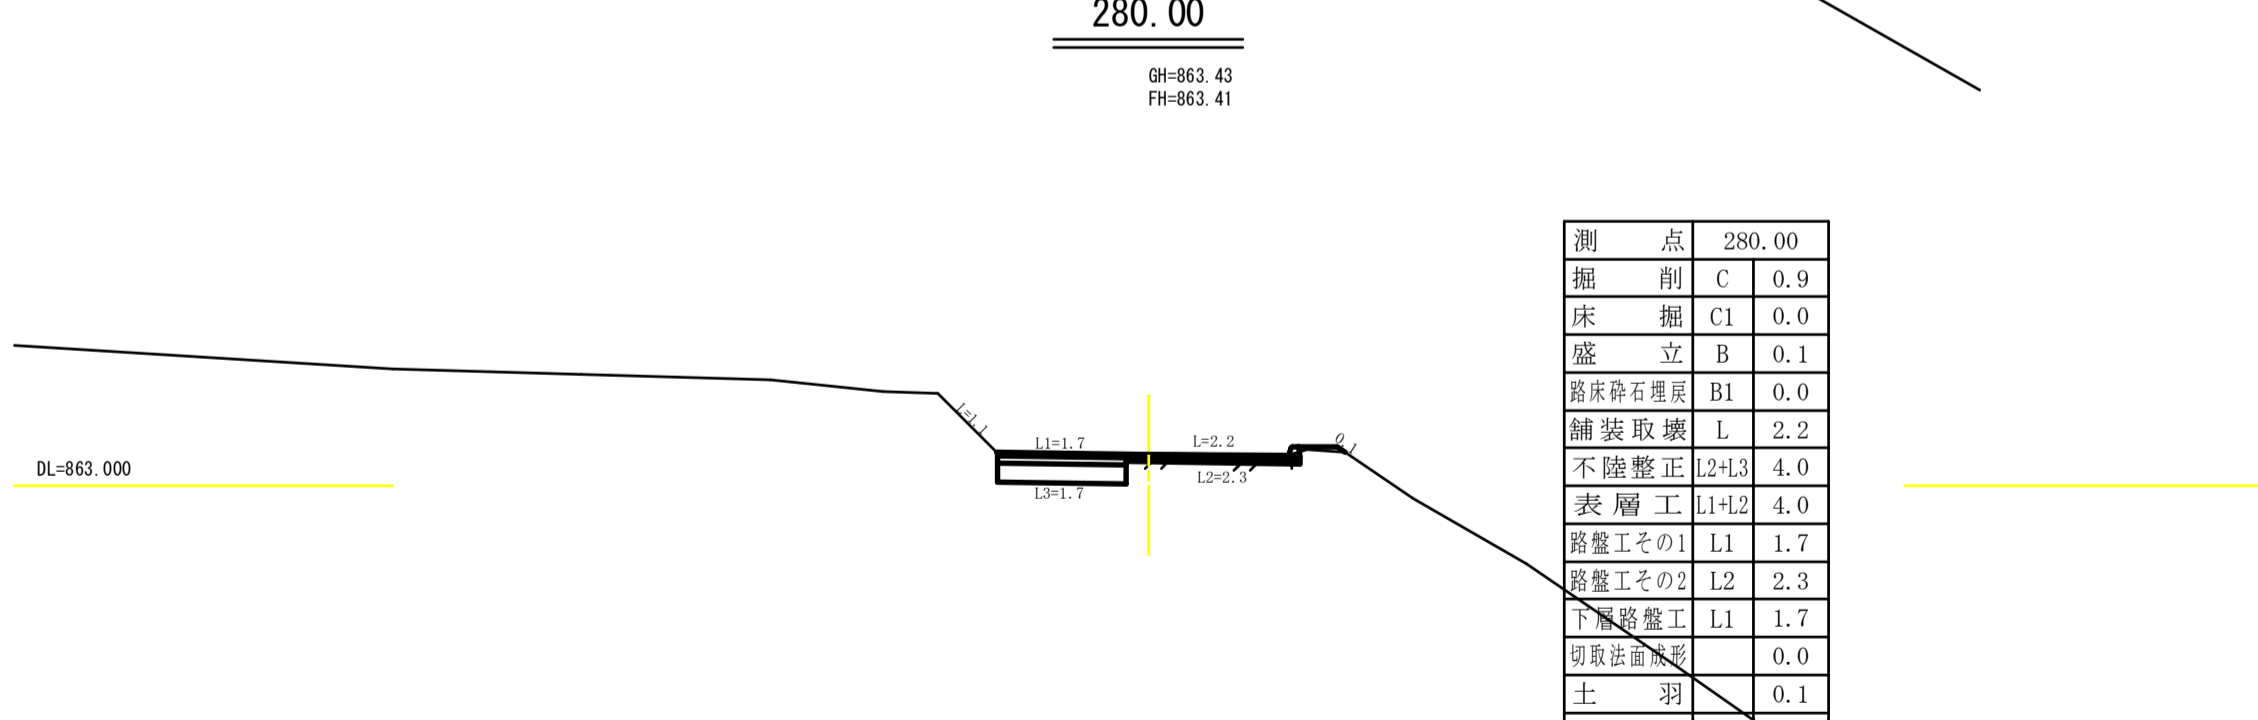 280.00
GH=863.43
FH=863.41
L=1.1
L1=1.7
L=2.2
0.1
DL=863.000
L3=1.7
L2=2.3
測 点 280.00
掘 削 C 0.9
床 掘 C1 0.0
盛 立 B 0.1
路床砕石埋戻 B1 0.0
舗装取壊 L 2.2
不陸整正 L2+L3 4.0
表層工 L1+L2 4.0
路盤工その1 L1 1.7
路盤工その2 L2 2.3
下層路盤工 L1 1.7
切取法面成形 0.0
土 羽 0.1